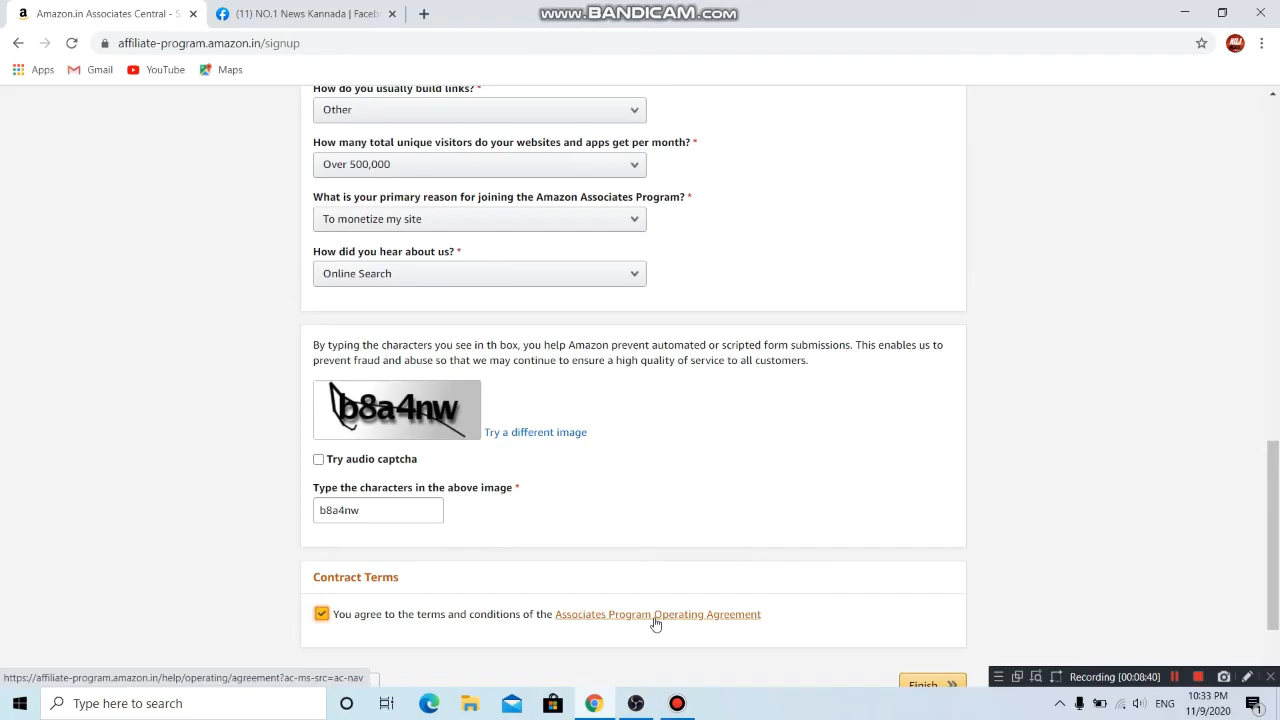 Amazon.in Associates Central - S
(11) NO.1 News Kannada | Faceb
www.BANDICAM.com
affiliate-program.amazon.in/signup
Apps
Gmail
YouTube
Maps
How do you usually build links? *
Other
How many total unique visitors do your websites and apps get per month? *
Over 500,000
What is your primary reason for joining the Amazon Associates Program? *
To monetize my site
How did you hear about us? *
Online Search
By typing the characters you see in th box, you help Amazon prevent automated or scripted form submissions. This enables us to
prevent fraud and abuse so that we may continue to ensure a high quality of service to all customers.
b8a4nw
Try a different image
Try audio captcha
Type the characters in the above image *
b8a4nw
Contract Terms
You agree to the terms and conditions of the Associates Program Operating Agreement
https://affiliate-program.amazon.in/help/operating/agreement?ac-ms-src=ac-nav
Finish
Recording [00:08:40]
Type here to search
ENG
10:33 PM
11/9/2020
1